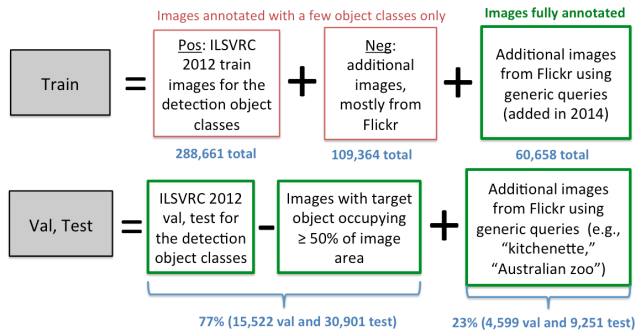 Images annotated with a few object classes only
Images fully annotated
Train
=
Pos: ILSVRC
2012 train
images for the
detection object
classes
+
Neg:
additional
images,
mostly from
Flickr
+
Additional images
from Flickr using
generic queries
(added in 2014)
288,661 total
109,364 total
60,658 total
Val, Test
=
ILSVRC 2012
val, test for
the detection
object classes
-
Images with target
object occupying
≥ 50% of image
area
+
Additional images
from Flickr using
generic queries (e.g.,
“kitchenette,”
“Australian zoo”)
77% (15,522 val and 30,901 test)
23% (4,599 val and 9,251 test)